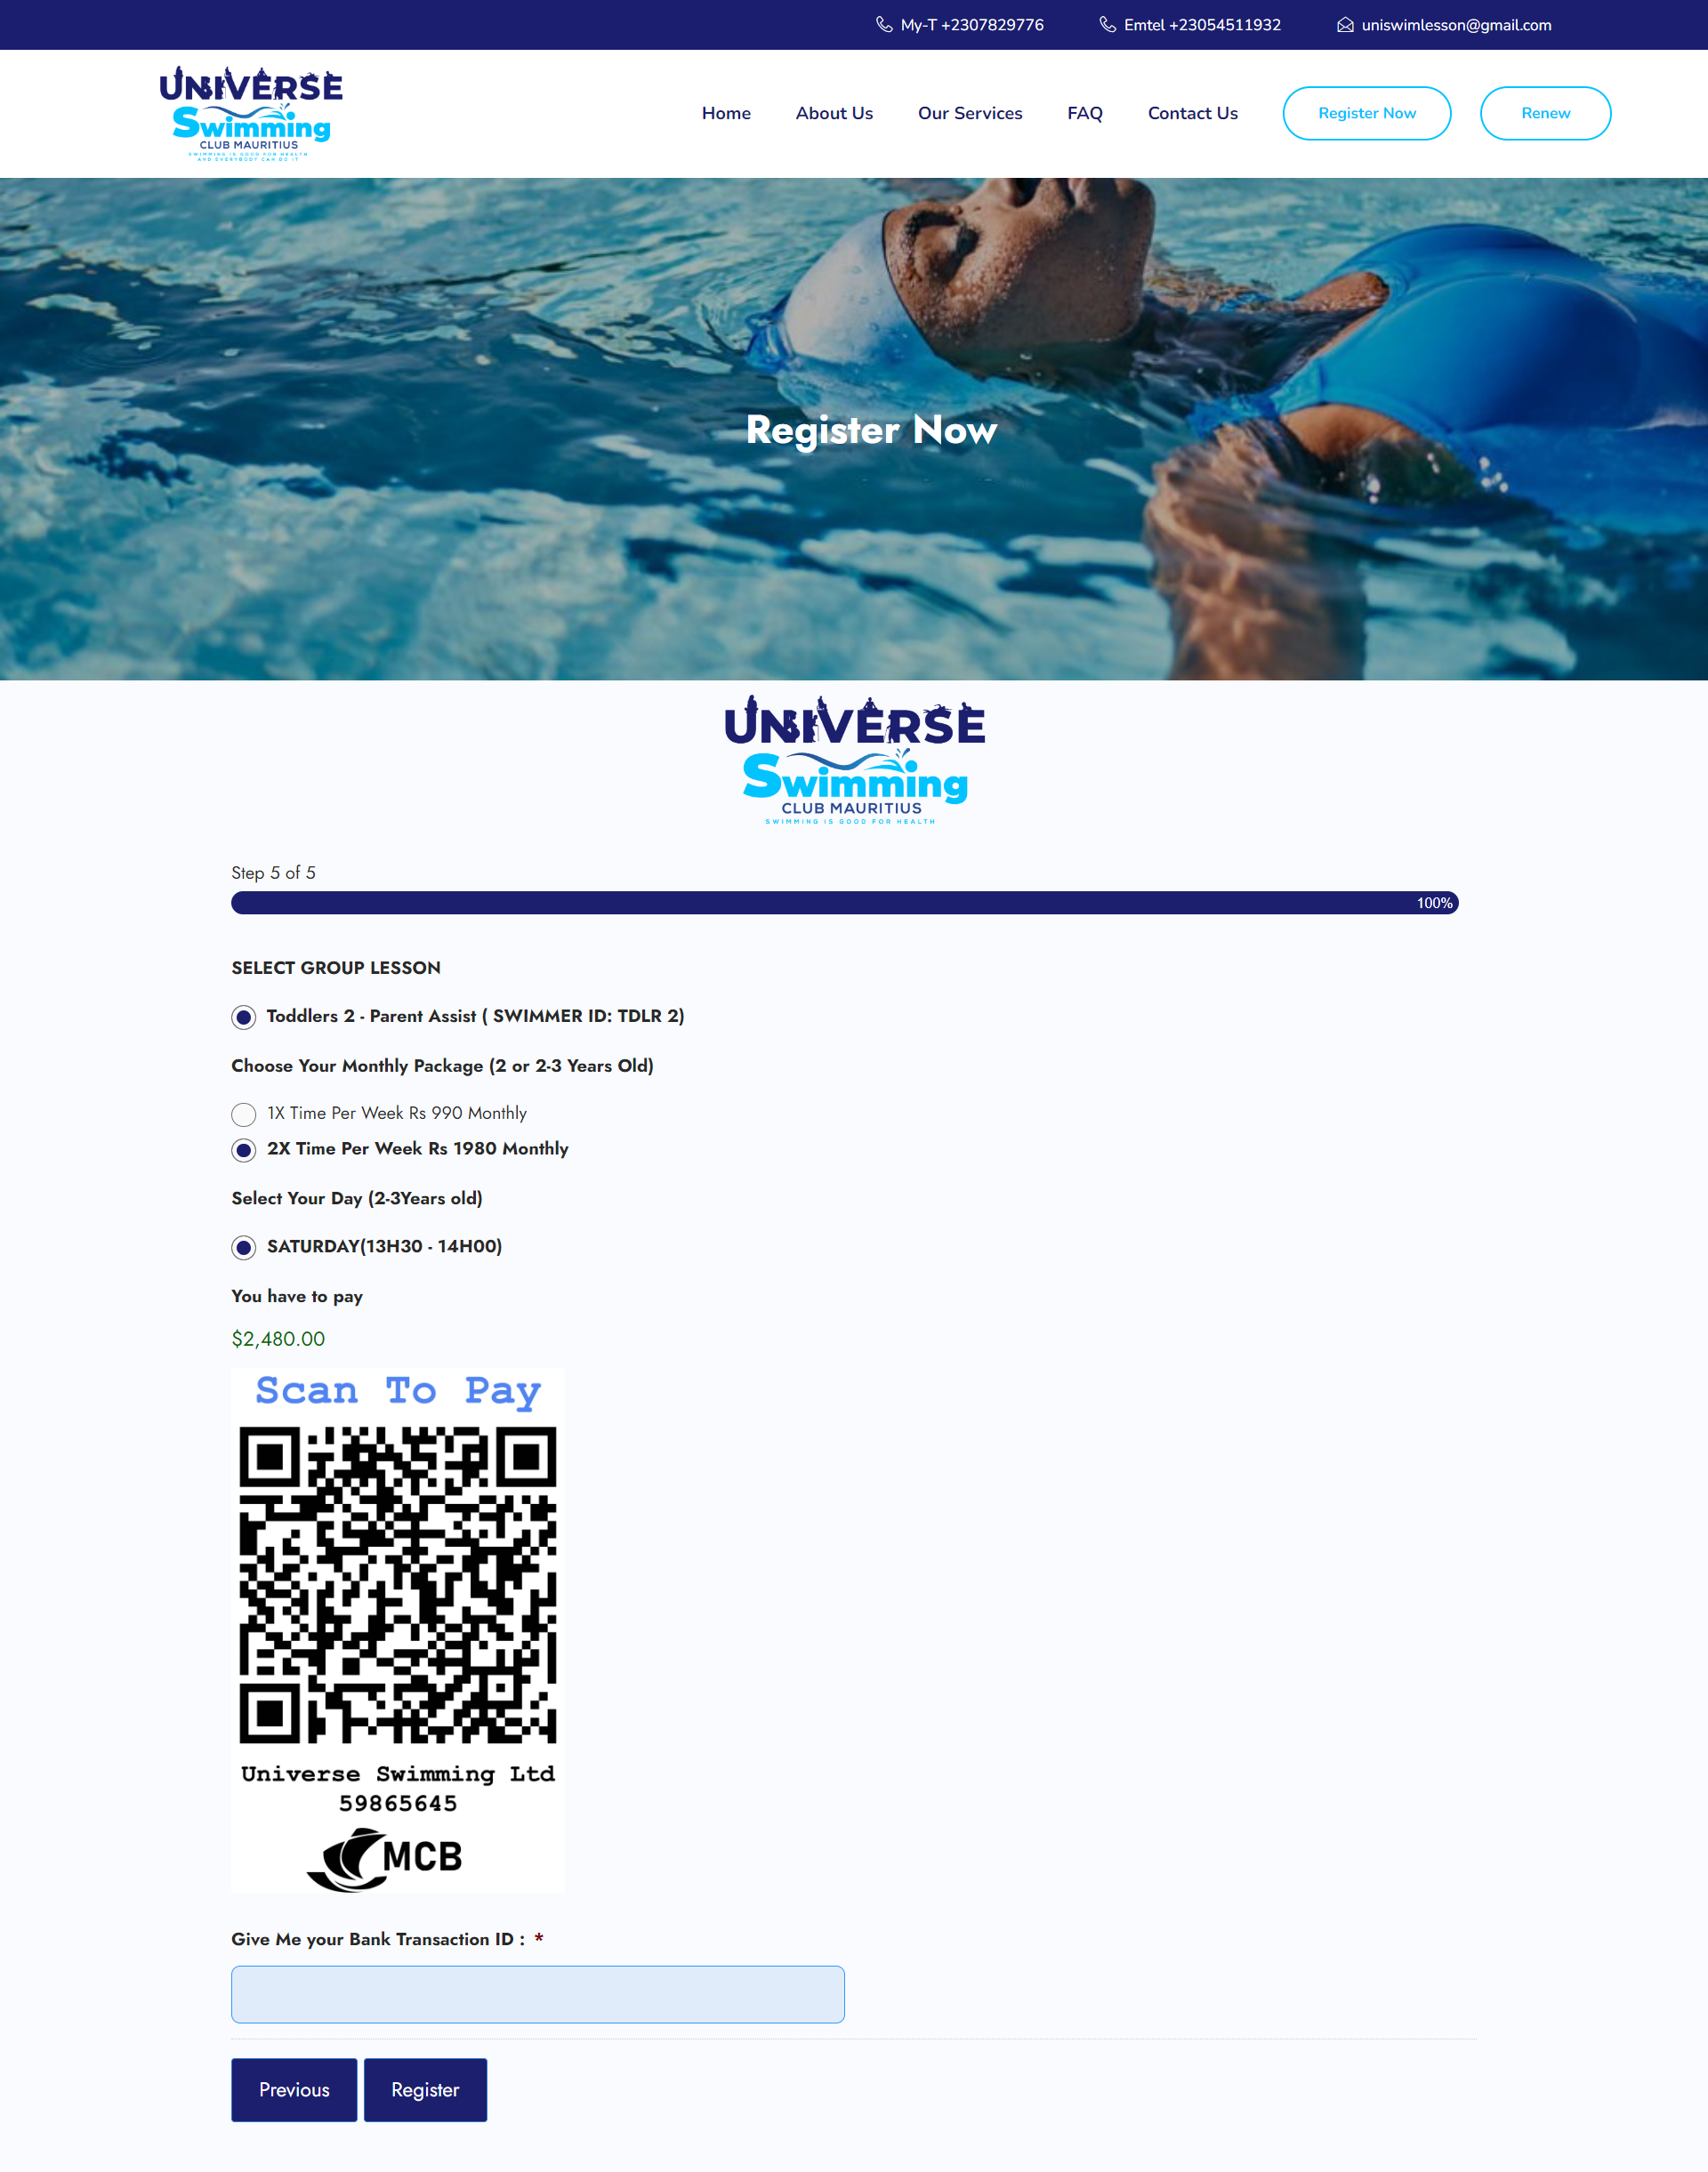 My-T +2307829776 Emtel +23054511932 uniswimlesson@gmail.com
UNIVERSE
Swimming
CLUB MAURITIUS
SWIMMING IS GOOD FOR HEALTH
AND EVERYBODY CAN DO IT
Home About Us Our Services FAQ Contact Us Register Now Renew
Register Now
UNIVERSE
Swimming
CLUB MAURITIUS
SWIMMING IS GOOD FOR HEALTH
Step 5 of 5
100%
SELECT GROUP LESSON
Toddlers 2 - Parent Assist ( SWIMMER ID: TDLR 2)
Choose Your Monthly Package (2 or 2-3 Years Old)
1X Time Per Week Rs 990 Monthly
2X Time Per Week Rs 1980 Monthly
Select Your Day (2-3Years old)
SATURDAY(13H30 - 14H00)
You have to pay
$2,480.00
Scan To Pay
Universe Swimming Ltd
59865645
MCB
Give Me your Bank Transaction ID : *
Previous Register